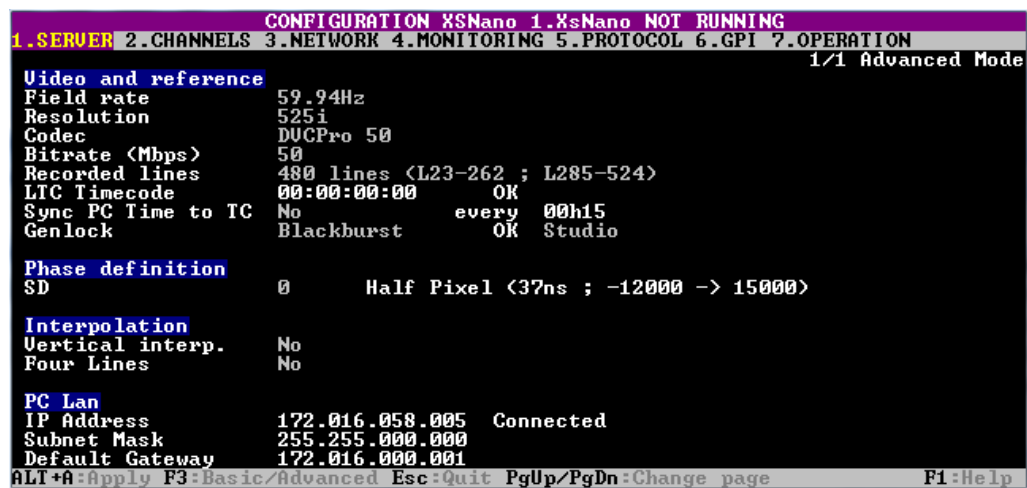 CONFIGURATION XSNano 1.XsNano NOT RUNNING
1.SERVER 2.CHANNELS 3.NETWORK 4.MONITORING 5.PROTOCOL 6.GPI 7.OPERATION
1/1 Advanced Mode
Video and reference
Field rate 59.94Hz
Resolution 525i
Codec DVCPro 50
Bitrate (Mbps) 50
Recorded lines 480 lines (L23-262 ; L285-524)
LTC Timecode 00:00:00:00 OK
Sync PC Time to TC No every 00h15
Genlock Blackburst OK Studio
Phase definition
SD 0 Half Pixel (37ns ; -12000 -> 15000)
Interpolation
Vertical interp. No
Four Lines No
PC Lan
IP Address 172.016.058.005 Connected
Subnet Mask 255.255.000.000
Default Gateway 172.016.000.001
ALT+A:Apply F3:Basic/Advanced Esc:Quit PgUp/PgDn:Change page F1:Help